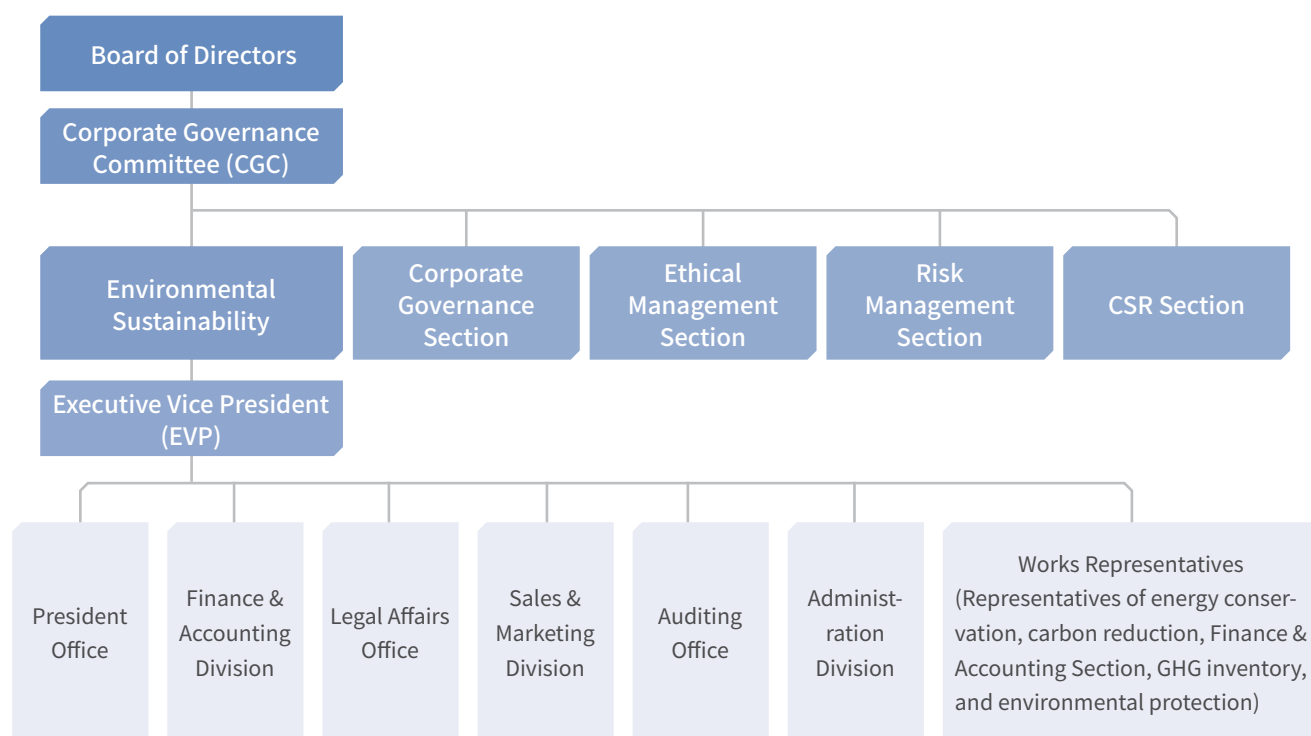 Board of Directors
Corporate Governance
Committee (CGC)
Environmental
Sustainability
Corporate
Governance
Section
Ethical
Management
Section
Risk
Management
Section
CSR Section
Executive Vice President
(EVP)
President
Office
Finance &
Accounting
Division
Legal Affairs
Office
Sales &
Marketing
Division
Auditing
Office
Administ-
ration
Division
Works Representatives
(Representatives of energy conser-
vation, carbon reduction, Finance &
Accounting Section, GHG inventory,
and environmental protection)